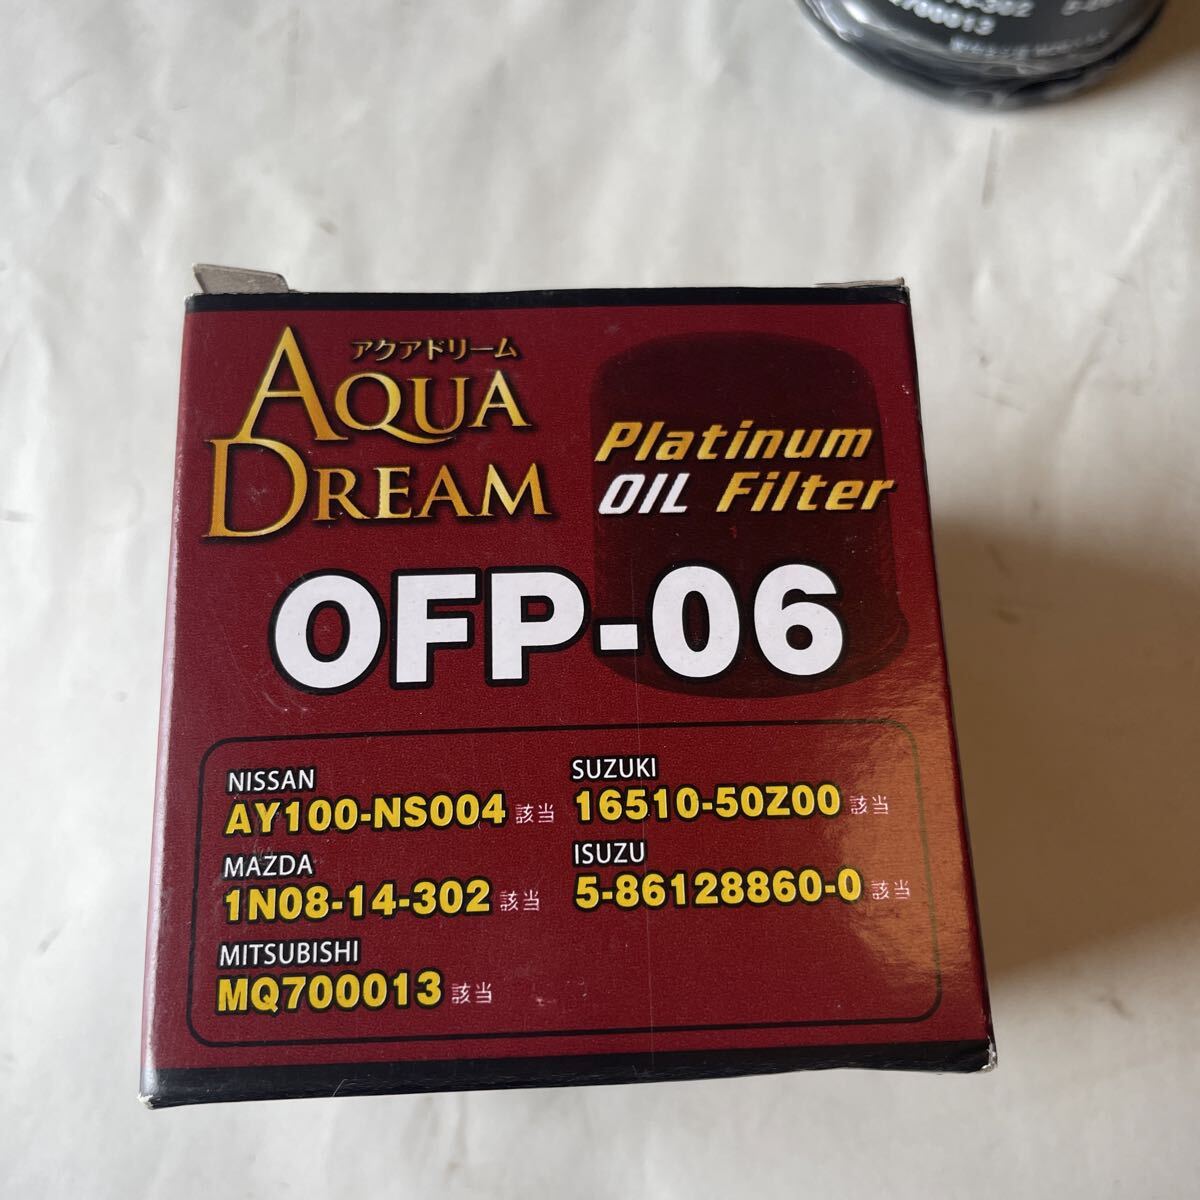 700013
アクアドリーム
AQUA
DREAM
Platinum
OIL Filter
OFP-06
NISSAN
AY100-NS004 該当
MAZDA
1N08-14-302 該当
MITSUBISHI
MQ700013 該当
SUZUKI
16510-50Z00 該当
ISUZU
5-86128860-0 該当